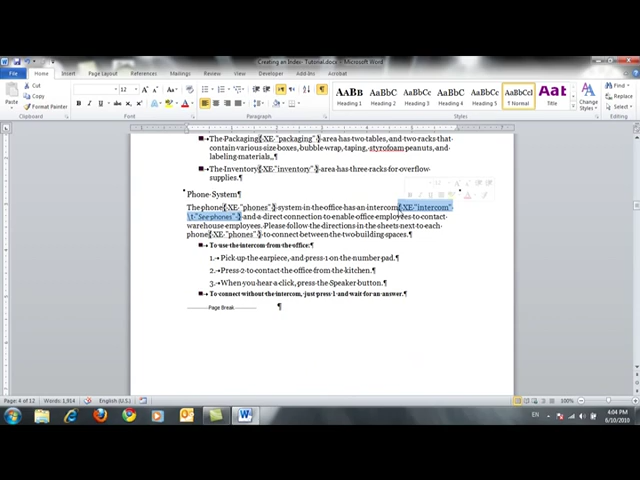 Creating an Index- Tutorial.docx - Microsoft Word
File Home Insert Page Layout References Mailings Review View Developer Add-Ins Acrobat
Cut
Copy
Format Painter
Paste
12
AaBbC AaBbC AaBbC AaBbC AaBbC AaBbCcI AaBbCcI Aat
Heading 1 Heading 2 Heading 3 Heading 4 Heading 5 ¶ Normal Title
Change Styles
Find
Replace
Select
Clipboard Font Paragraph Styles Editing
The Packaging{ XE "packaging" } area has two tables, and two racks that
contain various size boxes, bubble wrap, taping, styrofoam peanuts, and
labeling materials.
The Inventory{ XE "inventory" } area has three racks for overflow
supplies.
Phone System¶
The phone{ XE "phones" } system in the office has an intercom{ XE "intercom"
\t "See phones" } and a direct connection to enable office employees to contact
warehouse employees. Please follow the directions in the sheets next to each
phone{ XE "phones" } to connect between the two building spaces.¶
To use the intercom from the office:¶
1. Pick up the earpiece, and press 1 on the number pad.¶
2. Press 2 to contact the office from the kitchen.¶
3. When you hear a click, press the Speaker button.¶
To connect without the intercom, just press 1 and wait for an answer.¶
Page Break ¶
Page: 4 of 12 Words: 1,914 English (U.S.) 100%
EN 4:04 PM
6/10/2010